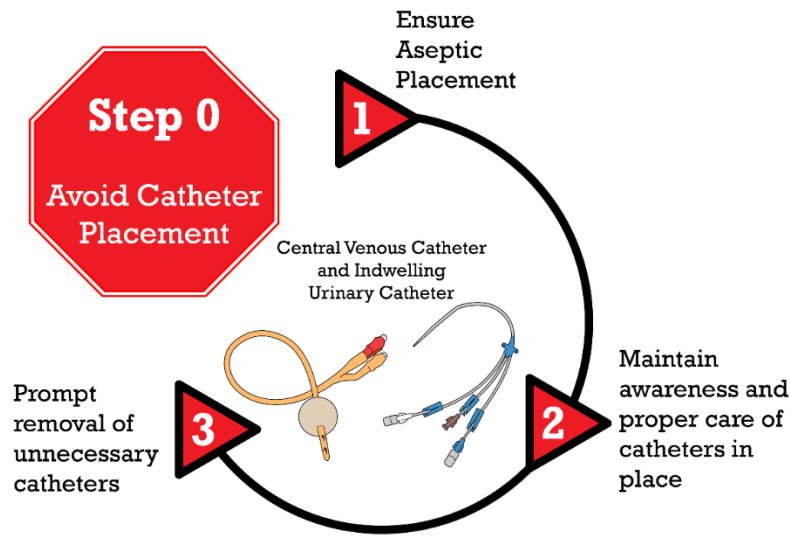 Step 0
Avoid Catheter
Placement
1
Ensure
Aseptic
Placement
Central Venous Catheter
and Indwelling
Urinary Catheter
2
Maintain
awareness and
proper care of
catheters in
place
3
Prompt
removal of
unnecessary
catheters